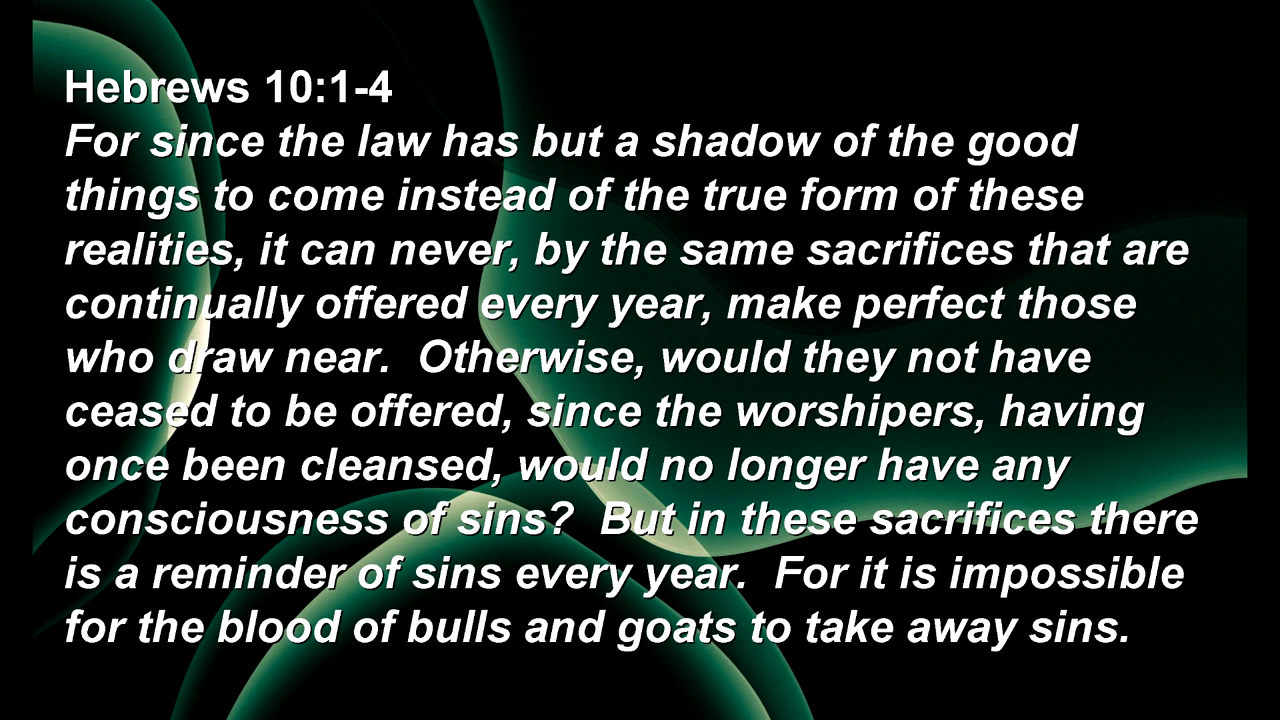 Hebrews 10:1-4
For since the law has but a shadow of the good
things to come instead of the true form of these
realities, it can never, by the same sacrifices that are
continually offered every year, make perfect those
who draw near.  Otherwise, would they not have
ceased to be offered, since the worshipers, having
once been cleansed, would no longer have any
consciousness of sins?  But in these sacrifices there
is a reminder of sins every year.  For it is impossible
for the blood of bulls and goats to take away sins.